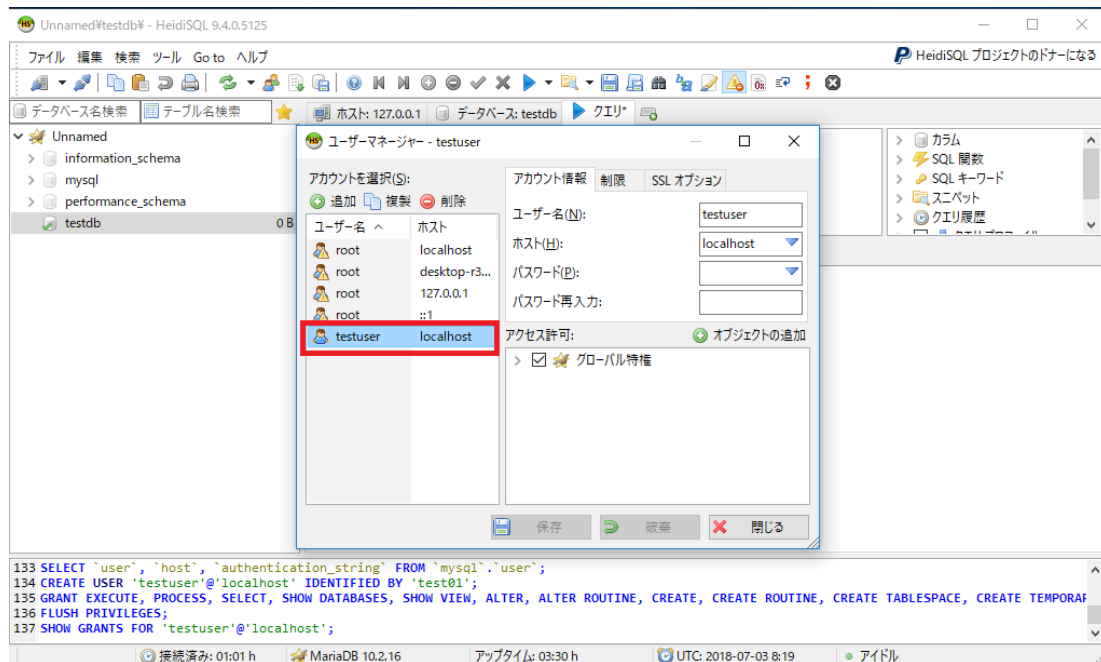 Unnamed¥testdb¥ - HeidiSQL 9.4.0.5125
ファイル 編集 検索 ツール Go to ヘルプ
HeidiSQL プロジェクトのドナーになる
データベース名検索 テーブル名検索
ホスト: 127.0.0.1 データベース: testdb クエリ*
Unnamed
information_schema
mysql
performance_schema
testdb 0 B
ユーザーマネージャー - testuser
アカウントを選択(S):
追加 複製 削除
ユーザー名 ホスト
root localhost
root desktop-r3...
root 127.0.0.1
root ::1
testuser localhost
アカウント情報 制限 SSL オプション
ユーザー名(N): testuser
ホスト(H): localhost
パスワード(P):
パスワード再入力:
アクセス許可: オブジェクトの追加
グローバル特権
保存 破棄 閉じる
カラム
SQL 関数
SQL キーワード
スニペット
クエリ履歴
133 SELECT `user`, `host`, `authentication_string` FROM `mysql`.`user`;
134 CREATE USER 'testuser'@'localhost' IDENTIFIED BY 'test01';
135 GRANT EXECUTE, PROCESS, SELECT, SHOW DATABASES, SHOW VIEW, ALTER, ALTER ROUTINE, CREATE, CREATE ROUTINE, CREATE TABLESPACE, CREATE TEMPORAR
136 FLUSH PRIVILEGES;
137 SHOW GRANTS FOR 'testuser'@'localhost';
接続済み: 01:01 h MariaDB 10.2.16 アップタイム: 03:30 h UTC: 2018-07-03 8:19 アイドル